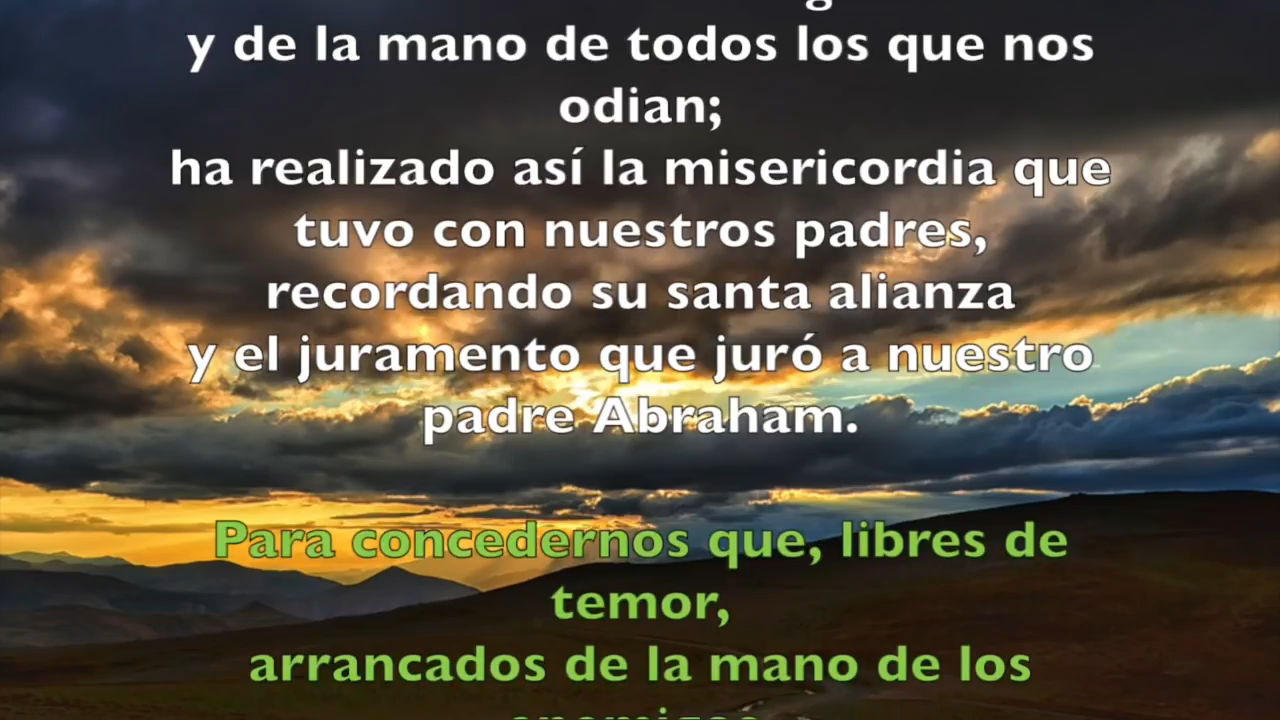 y de la mano de todos los que nos
odian;
ha realizado así la misericordia que
tuvo con nuestros padres,
recordando su santa alianza
y el juramento que juró a nuestro
padre Abraham.
Para concedernos que, libres de
temor,
arrancados de la mano de los